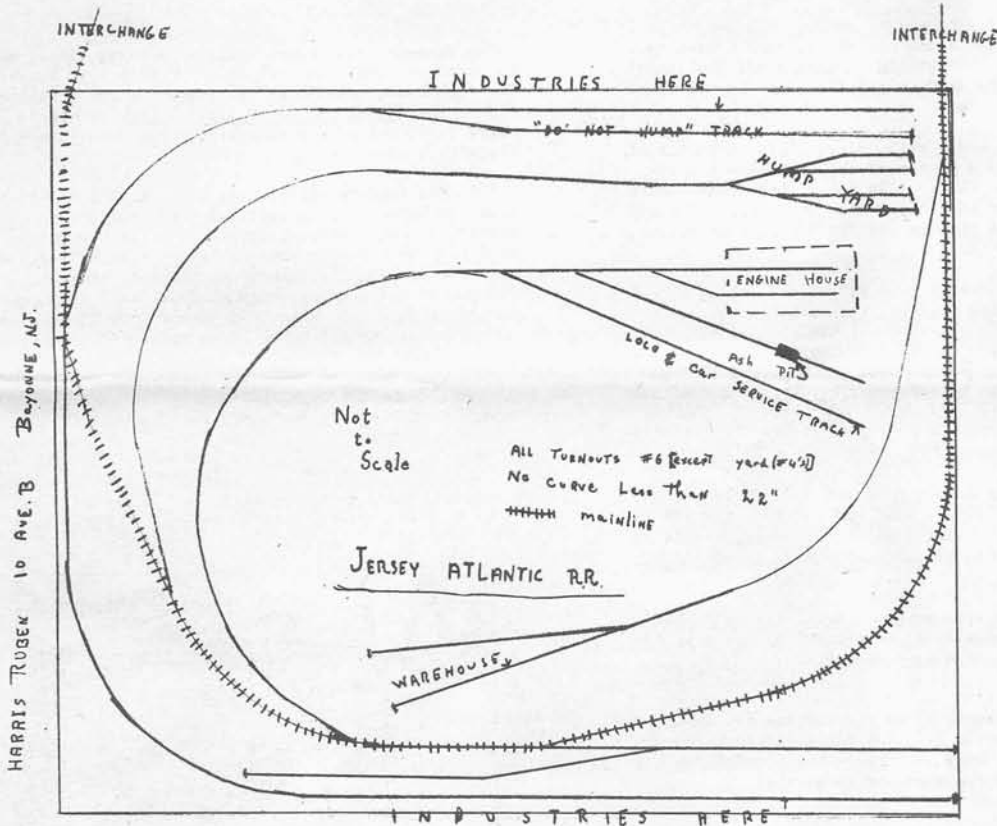 INTERCHANGE
INTERCHANGE
INDUSTRIES HERE
"DO NOT HUMP" TRACK
HUMP
YARD
ENGINE HOUSE
Ash
Pit
LOCO & Car SERVICE TRACK
Not
to
Scale
ALL TURNOUTS #6 [Except yard (#4's)]
No CURVE Less Than 22"
mainline
JERSEY ATLANTIC R.R.
WAREHOUSE
INDUSTRIES HERE
HARRIS RUBEN 10 AVE. B BAYONNE, N.J.